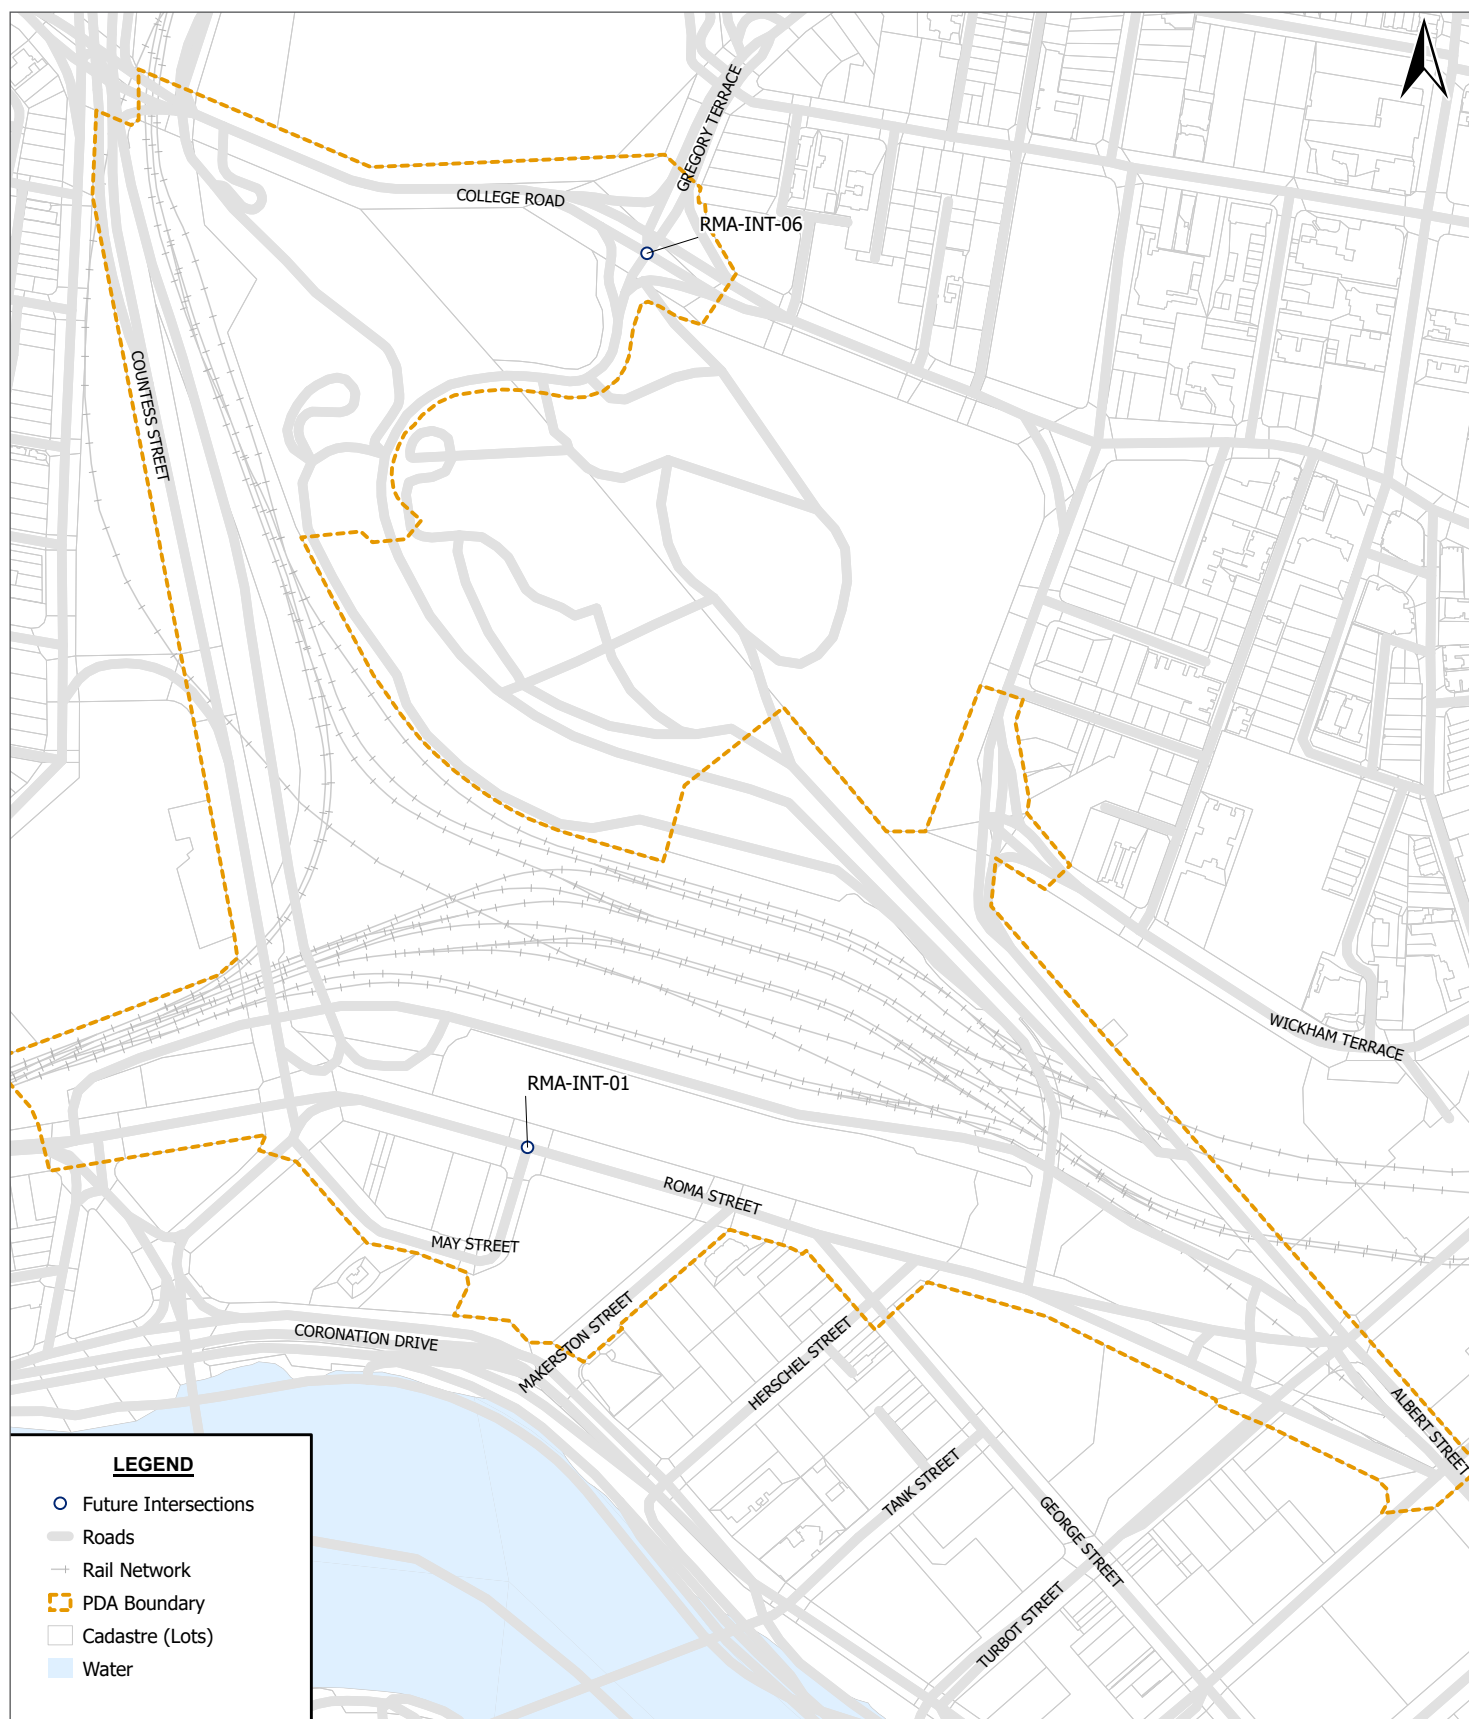 GREGORY TERRACE
COLLEGE ROAD
RMA-INT-06
COUNTESS STREET
WICKHAM TERRACE
RMA-INT-01
ROMA STREET
MAY STREET
CORONATION DRIVE
MAKERSTON STREET
HERSCHEL STREET
ALBERT STREET
TANK STREET
GEORGE STREET
TURBOT STREET
LEGEND
Future Intersections
Roads
Rail Network
PDA Boundary
Cadastre (Lots)
Water